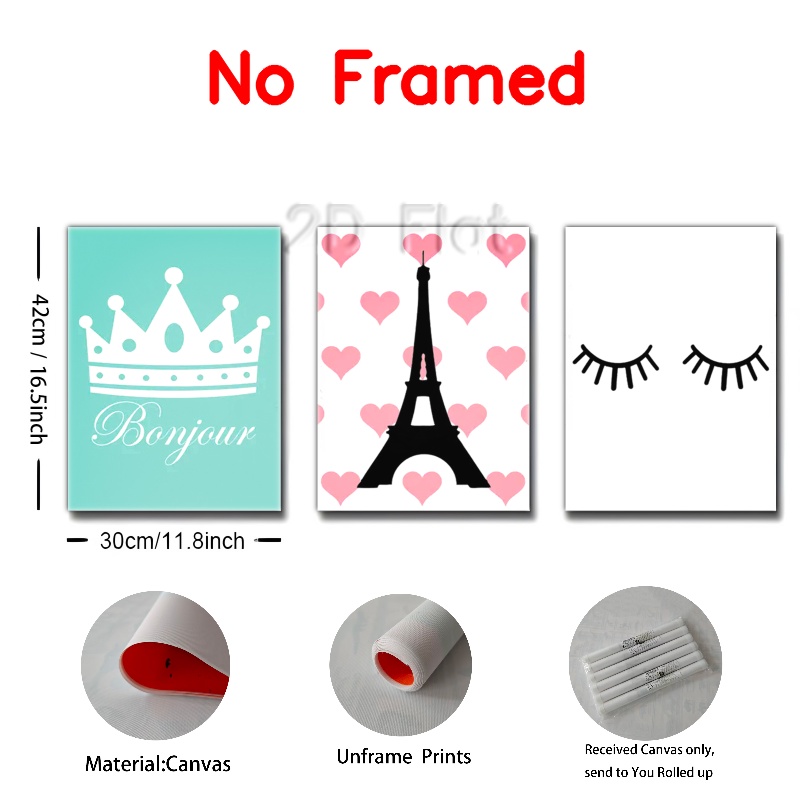 No Framed
2D Flat
42cm / 16.5inch
Bonjour
30cm/11.8inch
Material:Canvas
Unframe Prints
Received Canvas only,
send to You Rolled up